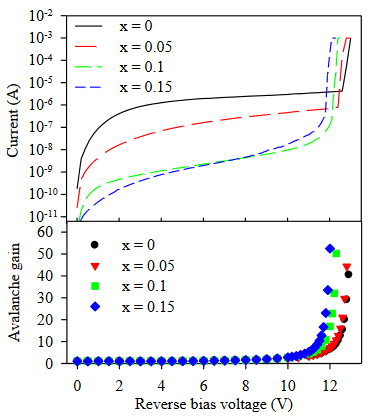 10⁻²
10⁻³
10⁻⁴
10⁻⁵
10⁻⁶
10⁻⁷
10⁻⁸
10⁻⁹
10⁻¹⁰
10⁻¹¹
Current (A)
x = 0
x = 0.05
x = 0.1
x = 0.15
60
50
40
30
20
10
0
Avalanche gain
x = 0
x = 0.05
x = 0.1
x = 0.15
0 2 4 6 8 10 12
Reverse bias voltage (V)